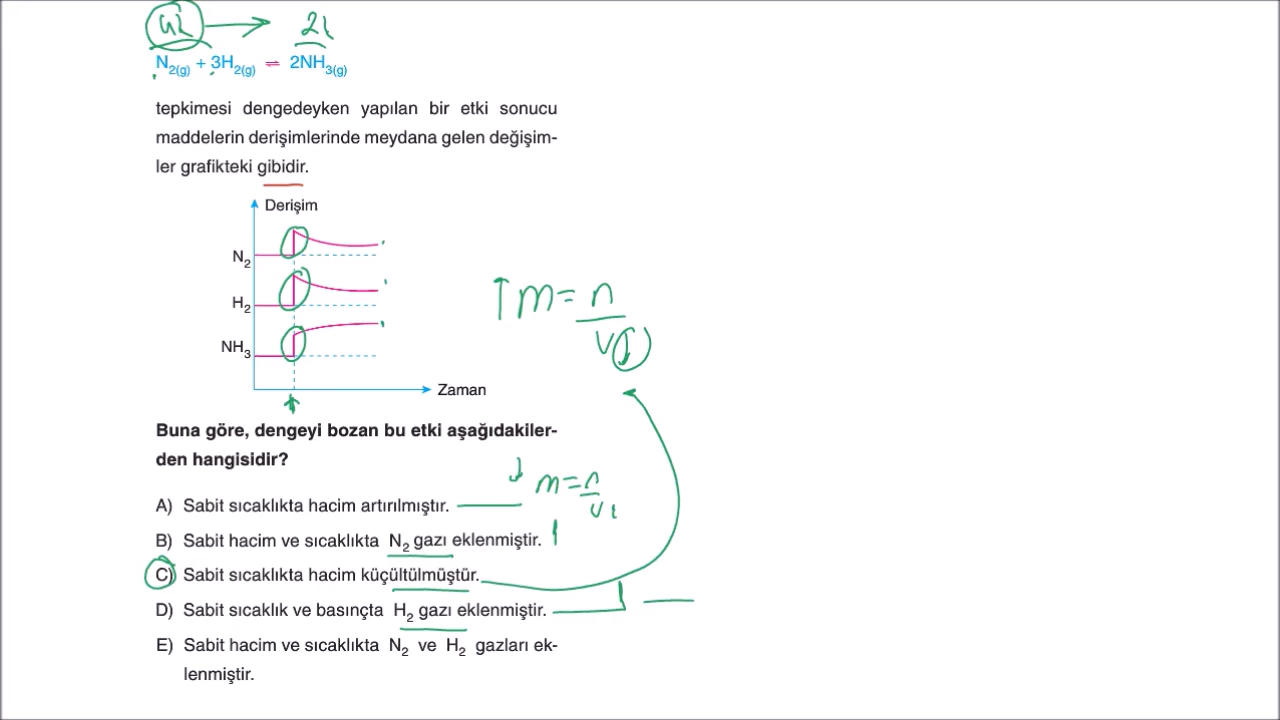 4L → 2L
N2(g) + 3H2(g) ⇌ 2NH3(g)
tepkimesi dengedeyken yapılan bir etki sonucu
maddelerin derişimlerinde meydana gelen değişim-
ler grafikteki gibidir.
Derişim
N2
H2
NH3
Zaman
↑ m = n
V↓
Buna göre, dengeyi bozan bu etki aşağıdakiler-
den hangisidir?
↓ m = n
V
A) Sabit sıcaklıkta hacim artırılmıştır.
B) Sabit hacim ve sıcaklıkta N2 gazı eklenmiştir.
C) Sabit sıcaklıkta hacim küçültülmüştür.
D) Sabit sıcaklık ve basınçta H2 gazı eklenmiştir.
E) Sabit hacim ve sıcaklıkta N2 ve H2 gazları ek-
lenmiştir.